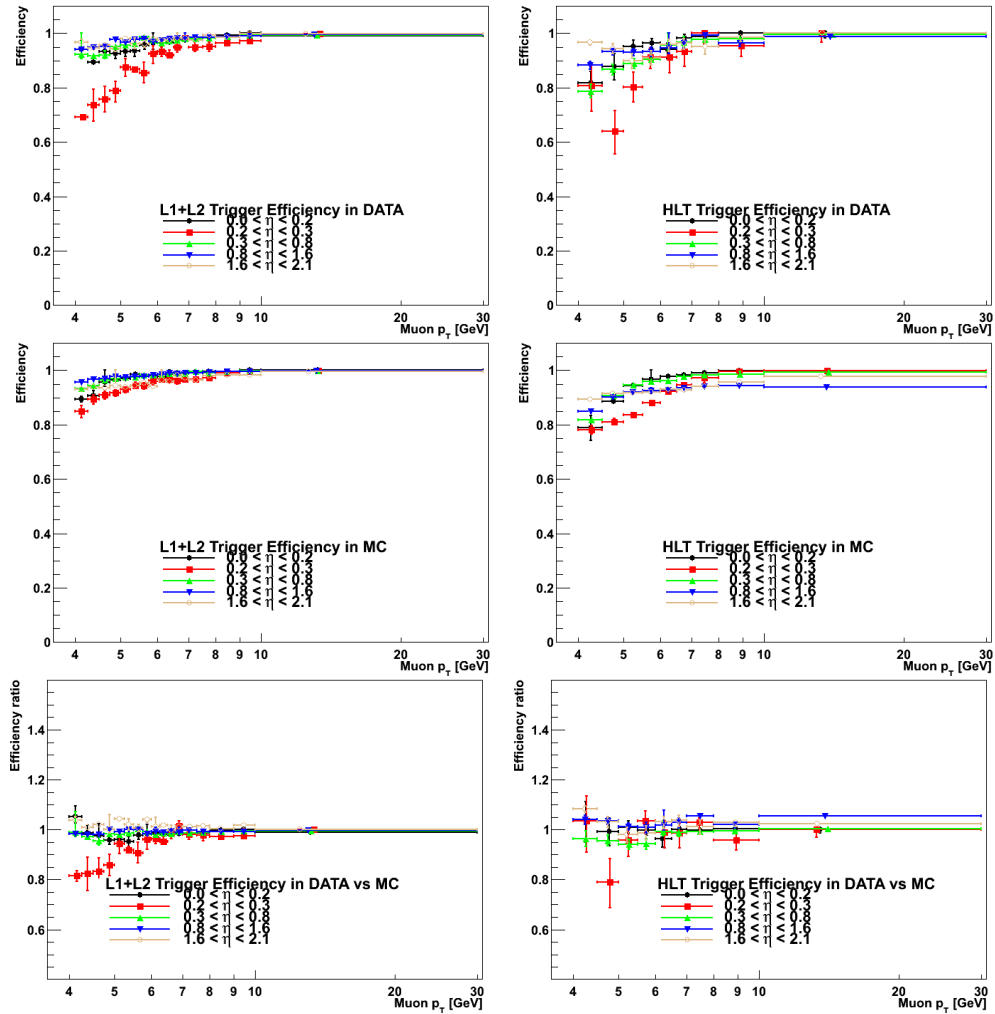 Efficiency
1
0.8
0.6
0.4
0.2
0
L1+L2 Trigger Efficiency in DATA
0.0 < |η| < 0.2
0.2 < |η| < 0.3
0.3 < |η| < 0.8
0.8 < |η| < 1.6
1.6 < |η| < 2.1
4 5 6 7 8 9 10 20 30
Muon p_T [GeV]
Efficiency
1
0.8
0.6
0.4
0.2
0
HLT Trigger Efficiency in DATA
0.0 < |η| < 0.2
0.2 < |η| < 0.3
0.3 < |η| < 0.8
0.8 < |η| < 1.6
1.6 < |η| < 2.1
4 5 6 7 8 9 10 20 30
Muon p_T [GeV]
Efficiency
1
0.8
0.6
0.4
0.2
0
L1+L2 Trigger Efficiency in MC
0.0 < |η| < 0.2
0.2 < |η| < 0.3
0.3 < |η| < 0.8
0.8 < |η| < 1.6
1.6 < |η| < 2.1
4 5 6 7 8 9 10 20 30
Muon p_T [GeV]
Efficiency
1
0.8
0.6
0.4
0.2
0
HLT Trigger Efficiency in MC
0.0 < |η| < 0.2
0.2 < |η| < 0.3
0.3 < |η| < 0.8
0.8 < |η| < 1.6
1.6 < |η| < 2.1
4 5 6 7 8 9 10 20 30
Muon p_T [GeV]
Efficiency ratio
1.4
1.2
1
0.8
0.6
L1+L2 Trigger Efficiency in DATA vs MC
0.0 < |η| < 0.2
0.2 < |η| < 0.3
0.3 < |η| < 0.8
0.8 < |η| < 1.6
1.6 < |η| < 2.1
4 5 6 7 8 9 10 20 30
Muon p_T [GeV]
Efficiency ratio
1.4
1.2
1
0.8
0.6
HLT Trigger Efficiency in DATA vs MC
0.0 < |η| < 0.2
0.2 < |η| < 0.3
0.3 < |η| < 0.8
0.8 < |η| < 1.6
1.6 < |η| < 2.1
4 5 6 7 8 9 10 20 30
Muon p_T [GeV]